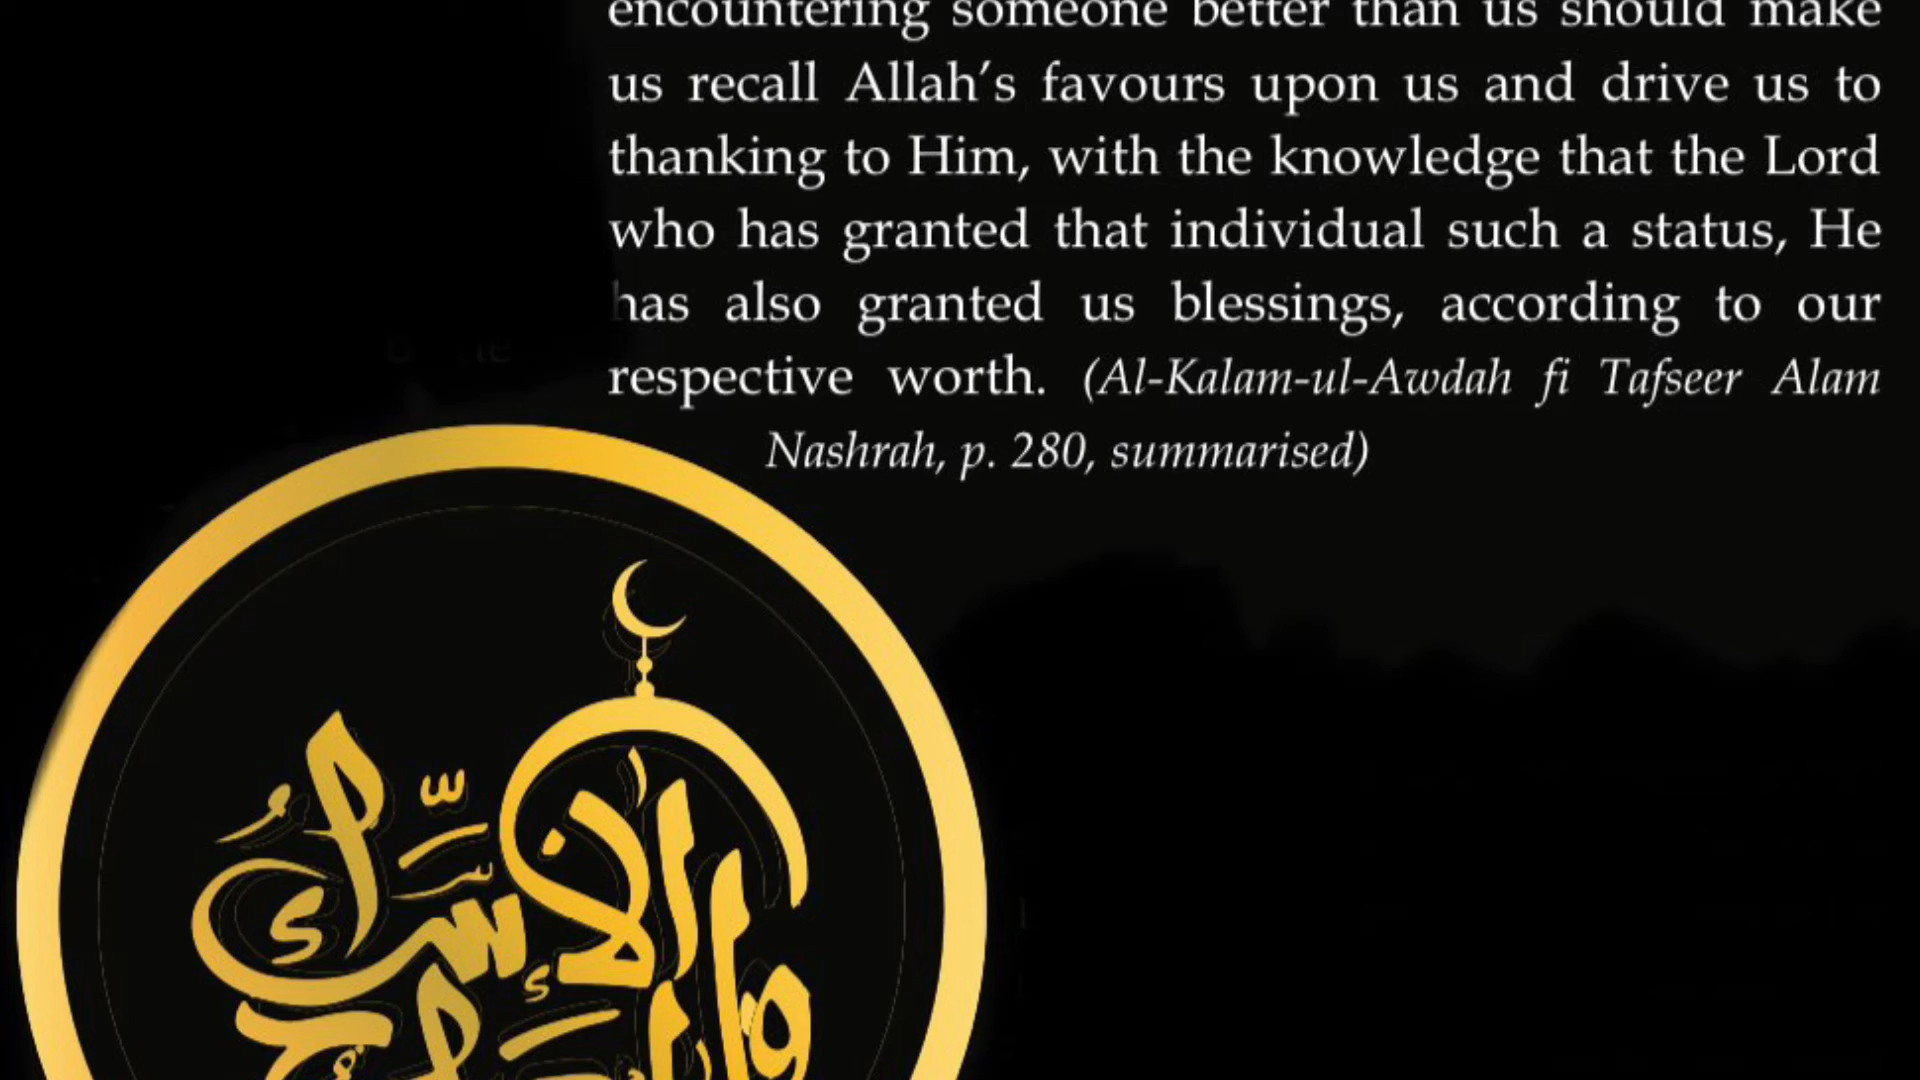 encountering someone better than us should make
us recall Allah’s favours upon us and drive us to
thanking to Him, with the knowledge that the Lord
who has granted that individual such a status, He
has also granted us blessings, according to our
respective worth. (Al-Kalam-ul-Awdah fi Tafseer Alam
Nashrah, p. 280, summarised)
الإسراء